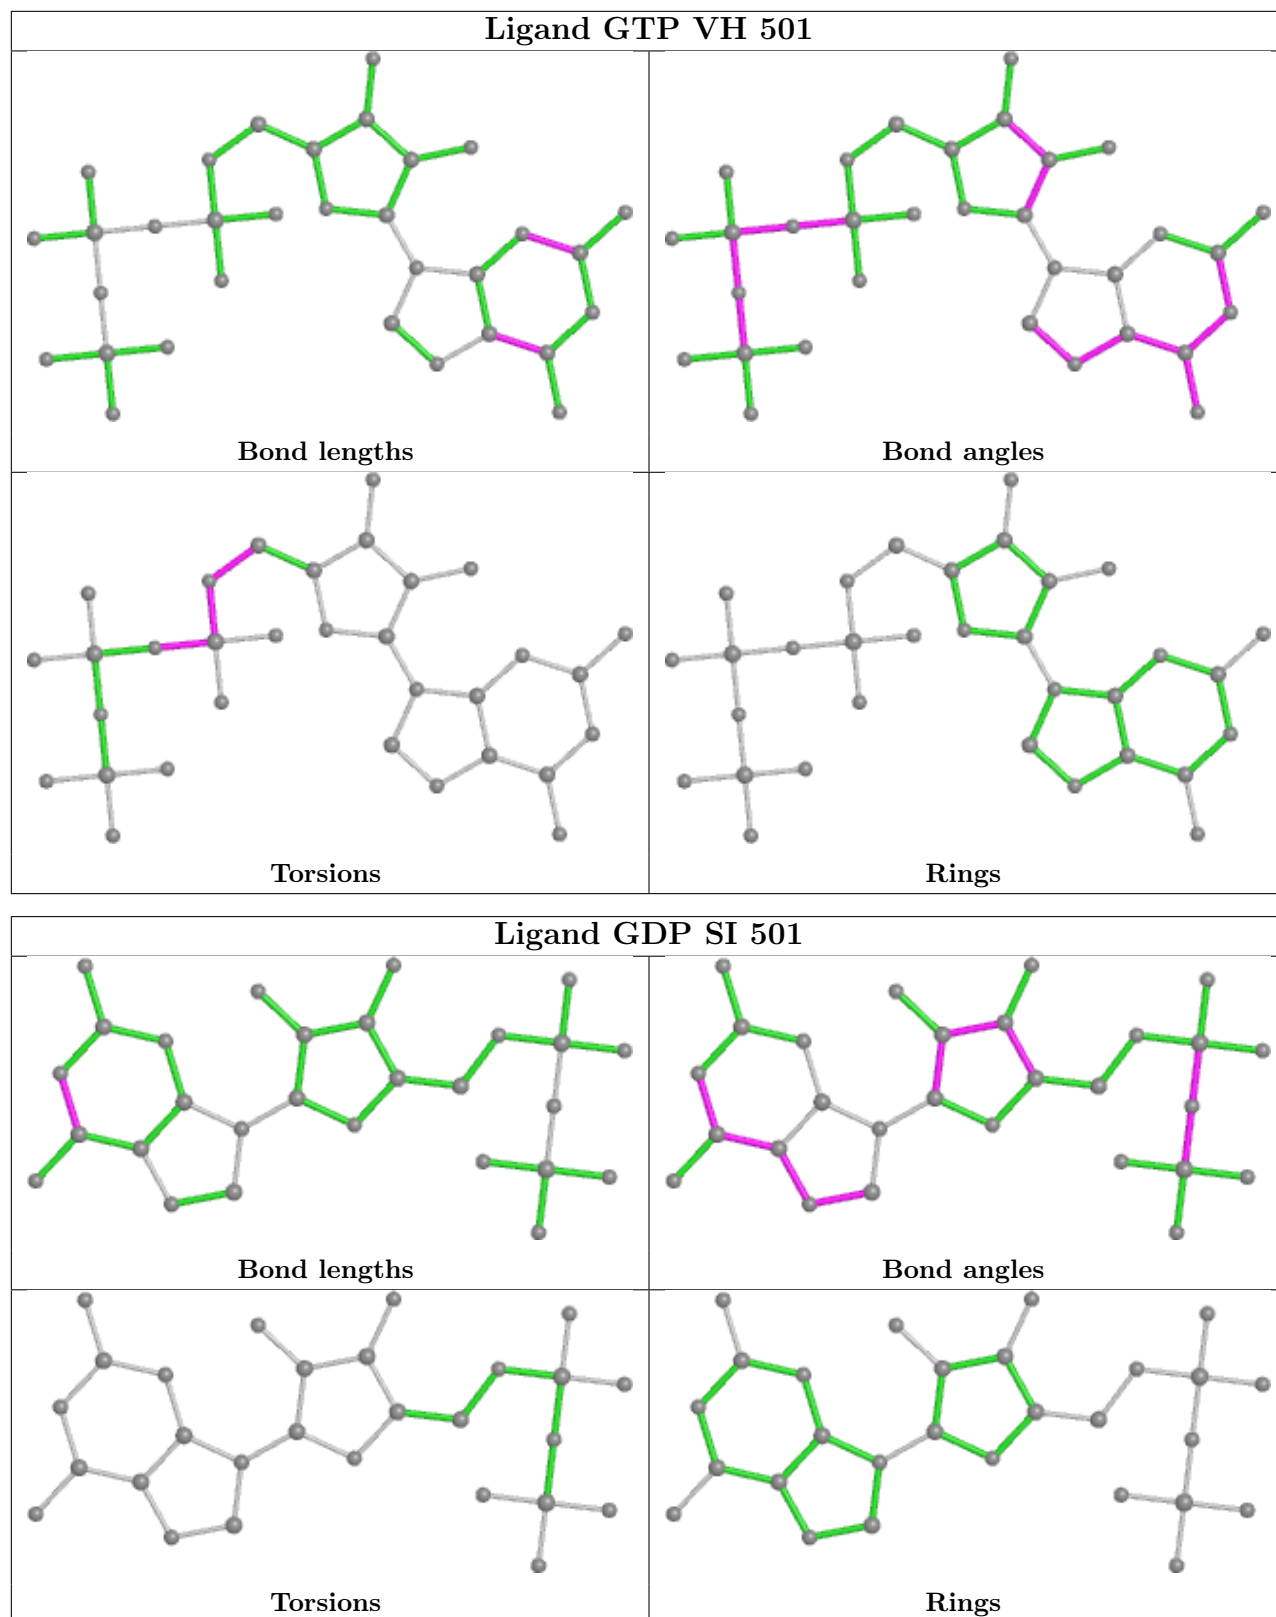 Ligand GTP VH 501
Bond lengths
Bond angles
Torsions
Rings
Ligand GDP SI 501
Bond lengths
Bond angles
Torsions
Rings